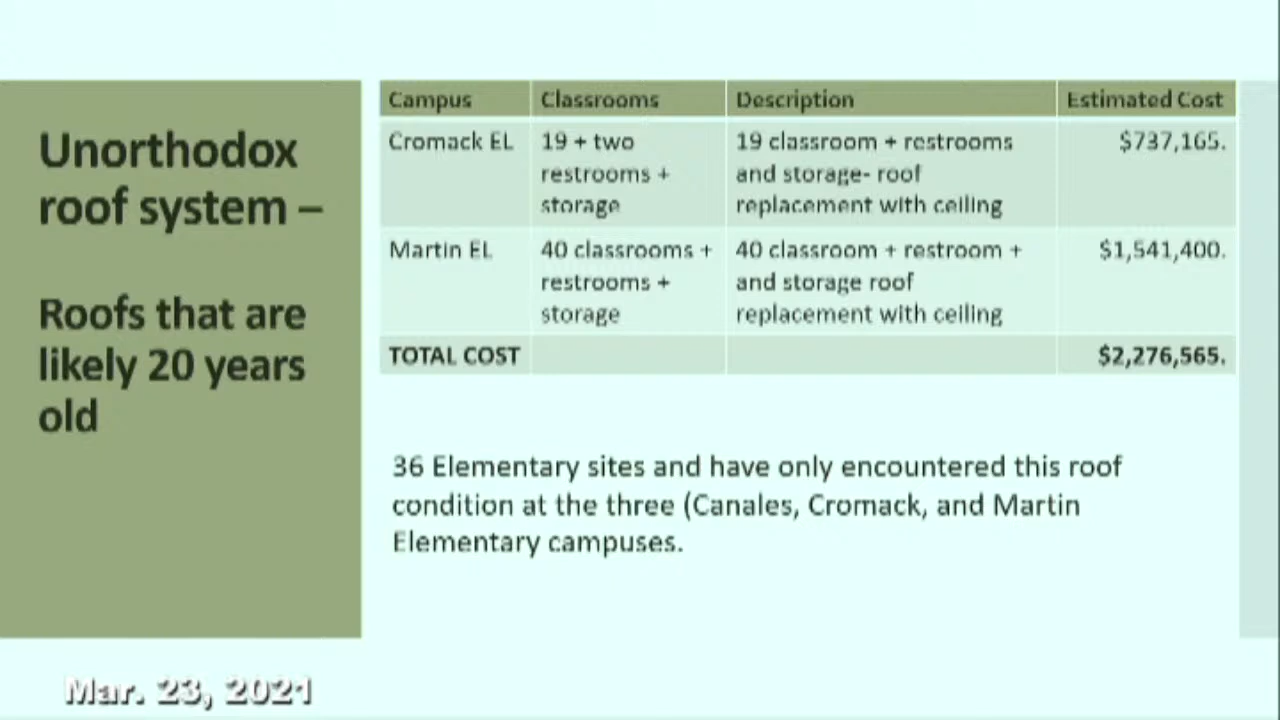 Unorthodox
roof system –
Roofs that are
likely 20 years
old
Campus Classrooms Description Estimated Cost
Cromack EL 19 + two 19 classroom + restrooms $737,165.
restrooms + and storage- roof
storage replacement with ceiling
Martin EL 40 classrooms + 40 classroom + restroom + $1,541,400.
restrooms + and storage roof
storage replacement with ceiling
TOTAL COST $2,276,565.
36 Elementary sites and have only encountered this roof
condition at the three (Canales, Cromack, and Martin
Elementary campuses.
Mar. 23, 2021